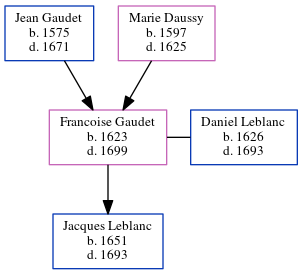 Jean Gaudet
b. 1575
d. 1671
Marie Daussy
b. 1597
d. 1625
Francoise Gaudet
b. 1623
d. 1699
Daniel Leblanc
b. 1626
d. 1693
Jacques Leblanc
b. 1651
d. 1693